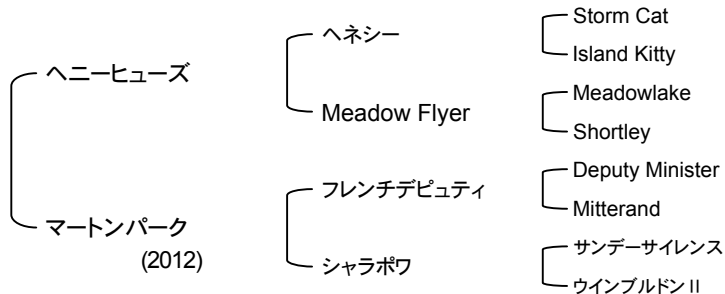 ヘニーヒューズ
マートンパーク
(2012)
ヘネシー
Meadow Flyer
フレンチデピュティ
シャラポワ
Storm Cat
Island Kitty
Meadowlake
Shortley
Deputy Minister
Mitterand
サンデーサイレンス
ウインブルドンⅡ